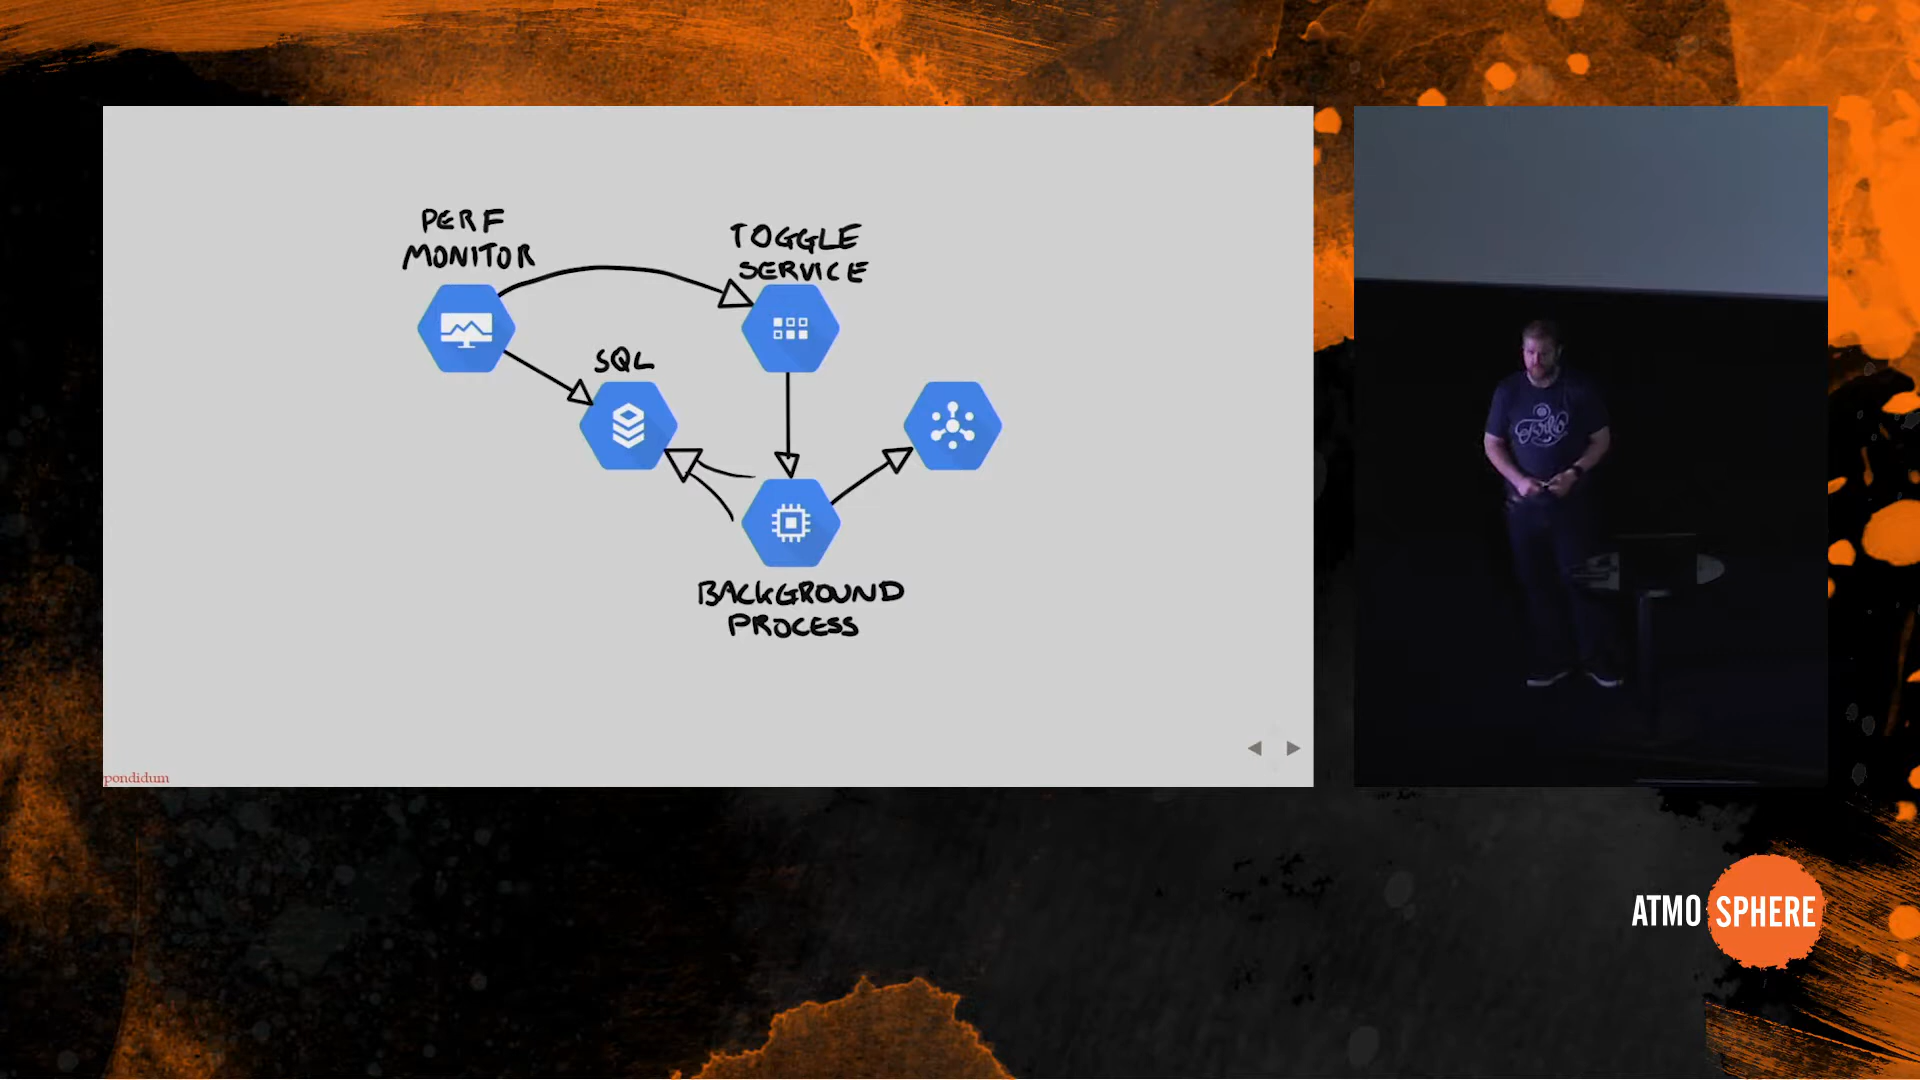 PERF
MONITOR
TOGGLE
SERVICE
SQL
BACKGROUND
PROCESS
pondidum
ATMO SPHERE